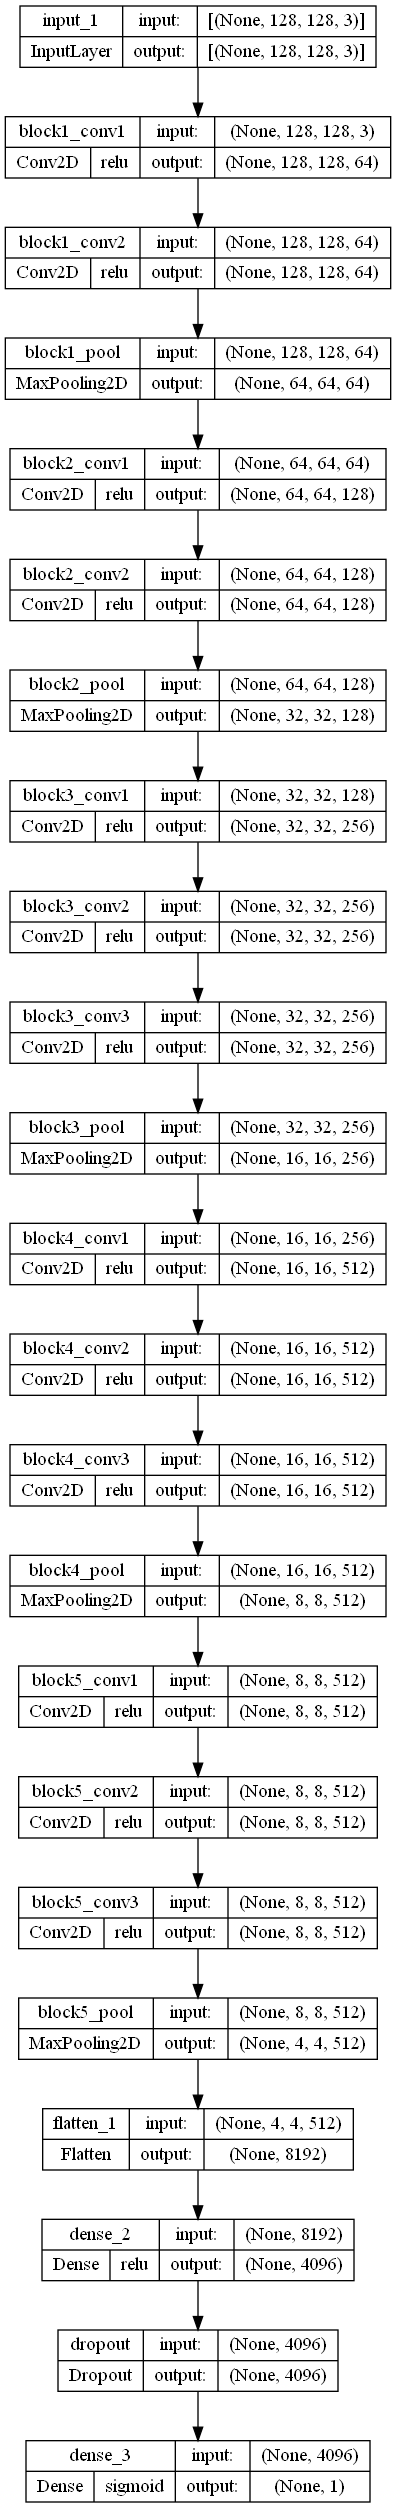 input_1 input: [(None, 128, 128, 3)]
InputLayer output: [(None, 128, 128, 3)]
block1_conv1 input: (None, 128, 128, 3)
Conv2D relu output: (None, 128, 128, 64)
block1_conv2 input: (None, 128, 128, 64)
Conv2D relu output: (None, 128, 128, 64)
block1_pool input: (None, 128, 128, 64)
MaxPooling2D output: (None, 64, 64, 64)
block2_conv1 input: (None, 64, 64, 64)
Conv2D relu output: (None, 64, 64, 128)
block2_conv2 input: (None, 64, 64, 128)
Conv2D relu output: (None, 64, 64, 128)
block2_pool input: (None, 64, 64, 128)
MaxPooling2D output: (None, 32, 32, 128)
block3_conv1 input: (None, 32, 32, 128)
Conv2D relu output: (None, 32, 32, 256)
block3_conv2 input: (None, 32, 32, 256)
Conv2D relu output: (None, 32, 32, 256)
block3_conv3 input: (None, 32, 32, 256)
Conv2D relu output: (None, 32, 32, 256)
block3_pool input: (None, 32, 32, 256)
MaxPooling2D output: (None, 16, 16, 256)
block4_conv1 input: (None, 16, 16, 256)
Conv2D relu output: (None, 16, 16, 512)
block4_conv2 input: (None, 16, 16, 512)
Conv2D relu output: (None, 16, 16, 512)
block4_conv3 input: (None, 16, 16, 512)
Conv2D relu output: (None, 16, 16, 512)
block4_pool input: (None, 16, 16, 512)
MaxPooling2D output: (None, 8, 8, 512)
block5_conv1 input: (None, 8, 8, 512)
Conv2D relu output: (None, 8, 8, 512)
block5_conv2 input: (None, 8, 8, 512)
Conv2D relu output: (None, 8, 8, 512)
block5_conv3 input: (None, 8, 8, 512)
Conv2D relu output: (None, 8, 8, 512)
block5_pool input: (None, 8, 8, 512)
MaxPooling2D output: (None, 4, 4, 512)
flatten_1 input: (None, 4, 4, 512)
Flatten output: (None, 8192)
dense_2 input: (None, 8192)
Dense relu output: (None, 4096)
dropout input: (None, 4096)
Dropout output: (None, 4096)
dense_3 input: (None, 4096)
Dense sigmoid output: (None, 1)